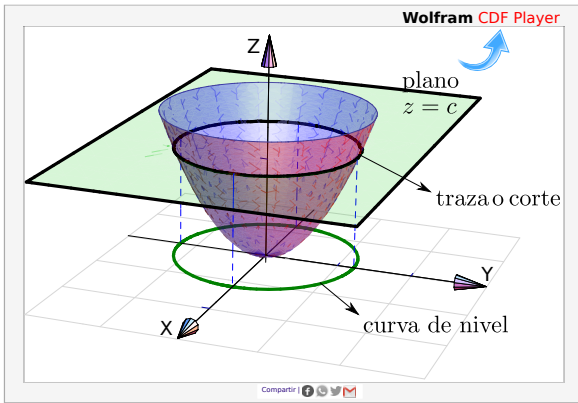 Wolfram CDF Player
Z
plano
z = c
traza o corte
Y
X
curva de nivel
Compartir |